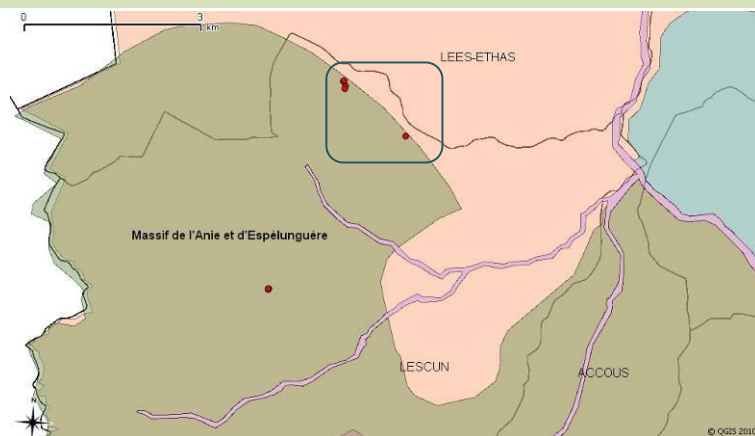 0 3
km
LEES-ETHAS
Massif de l'Anie et d'Espélunguère
LESCUN
ACCOUS
N
© QGIS 2010